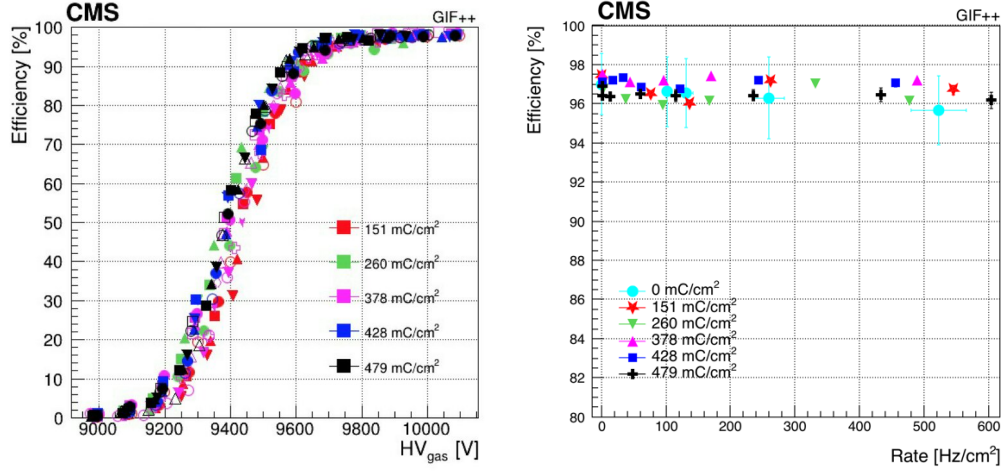 CMS
GIF++
Efficiency [%]
100
90
80
70
60
50
40
30
20
10
0
151 mC/cm²
260 mC/cm²
378 mC/cm²
428 mC/cm²
479 mC/cm²
9000 9200 9400 9600 9800 10000
HVgas [V]
CMS
GIF++
Efficiency [%]
100
98
96
94
92
90
88
86
84
82
80
0 mC/cm²
151 mC/cm²
260 mC/cm²
378 mC/cm²
428 mC/cm²
479 mC/cm²
0 100 200 300 400 500 600
Rate [Hz/cm²]